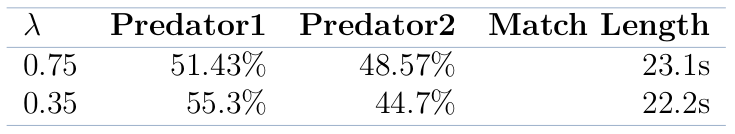 λ Predator1 Predator2 Match Length
0.75 51.43% 48.57% 23.1s
0.35 55.3% 44.7% 22.2s